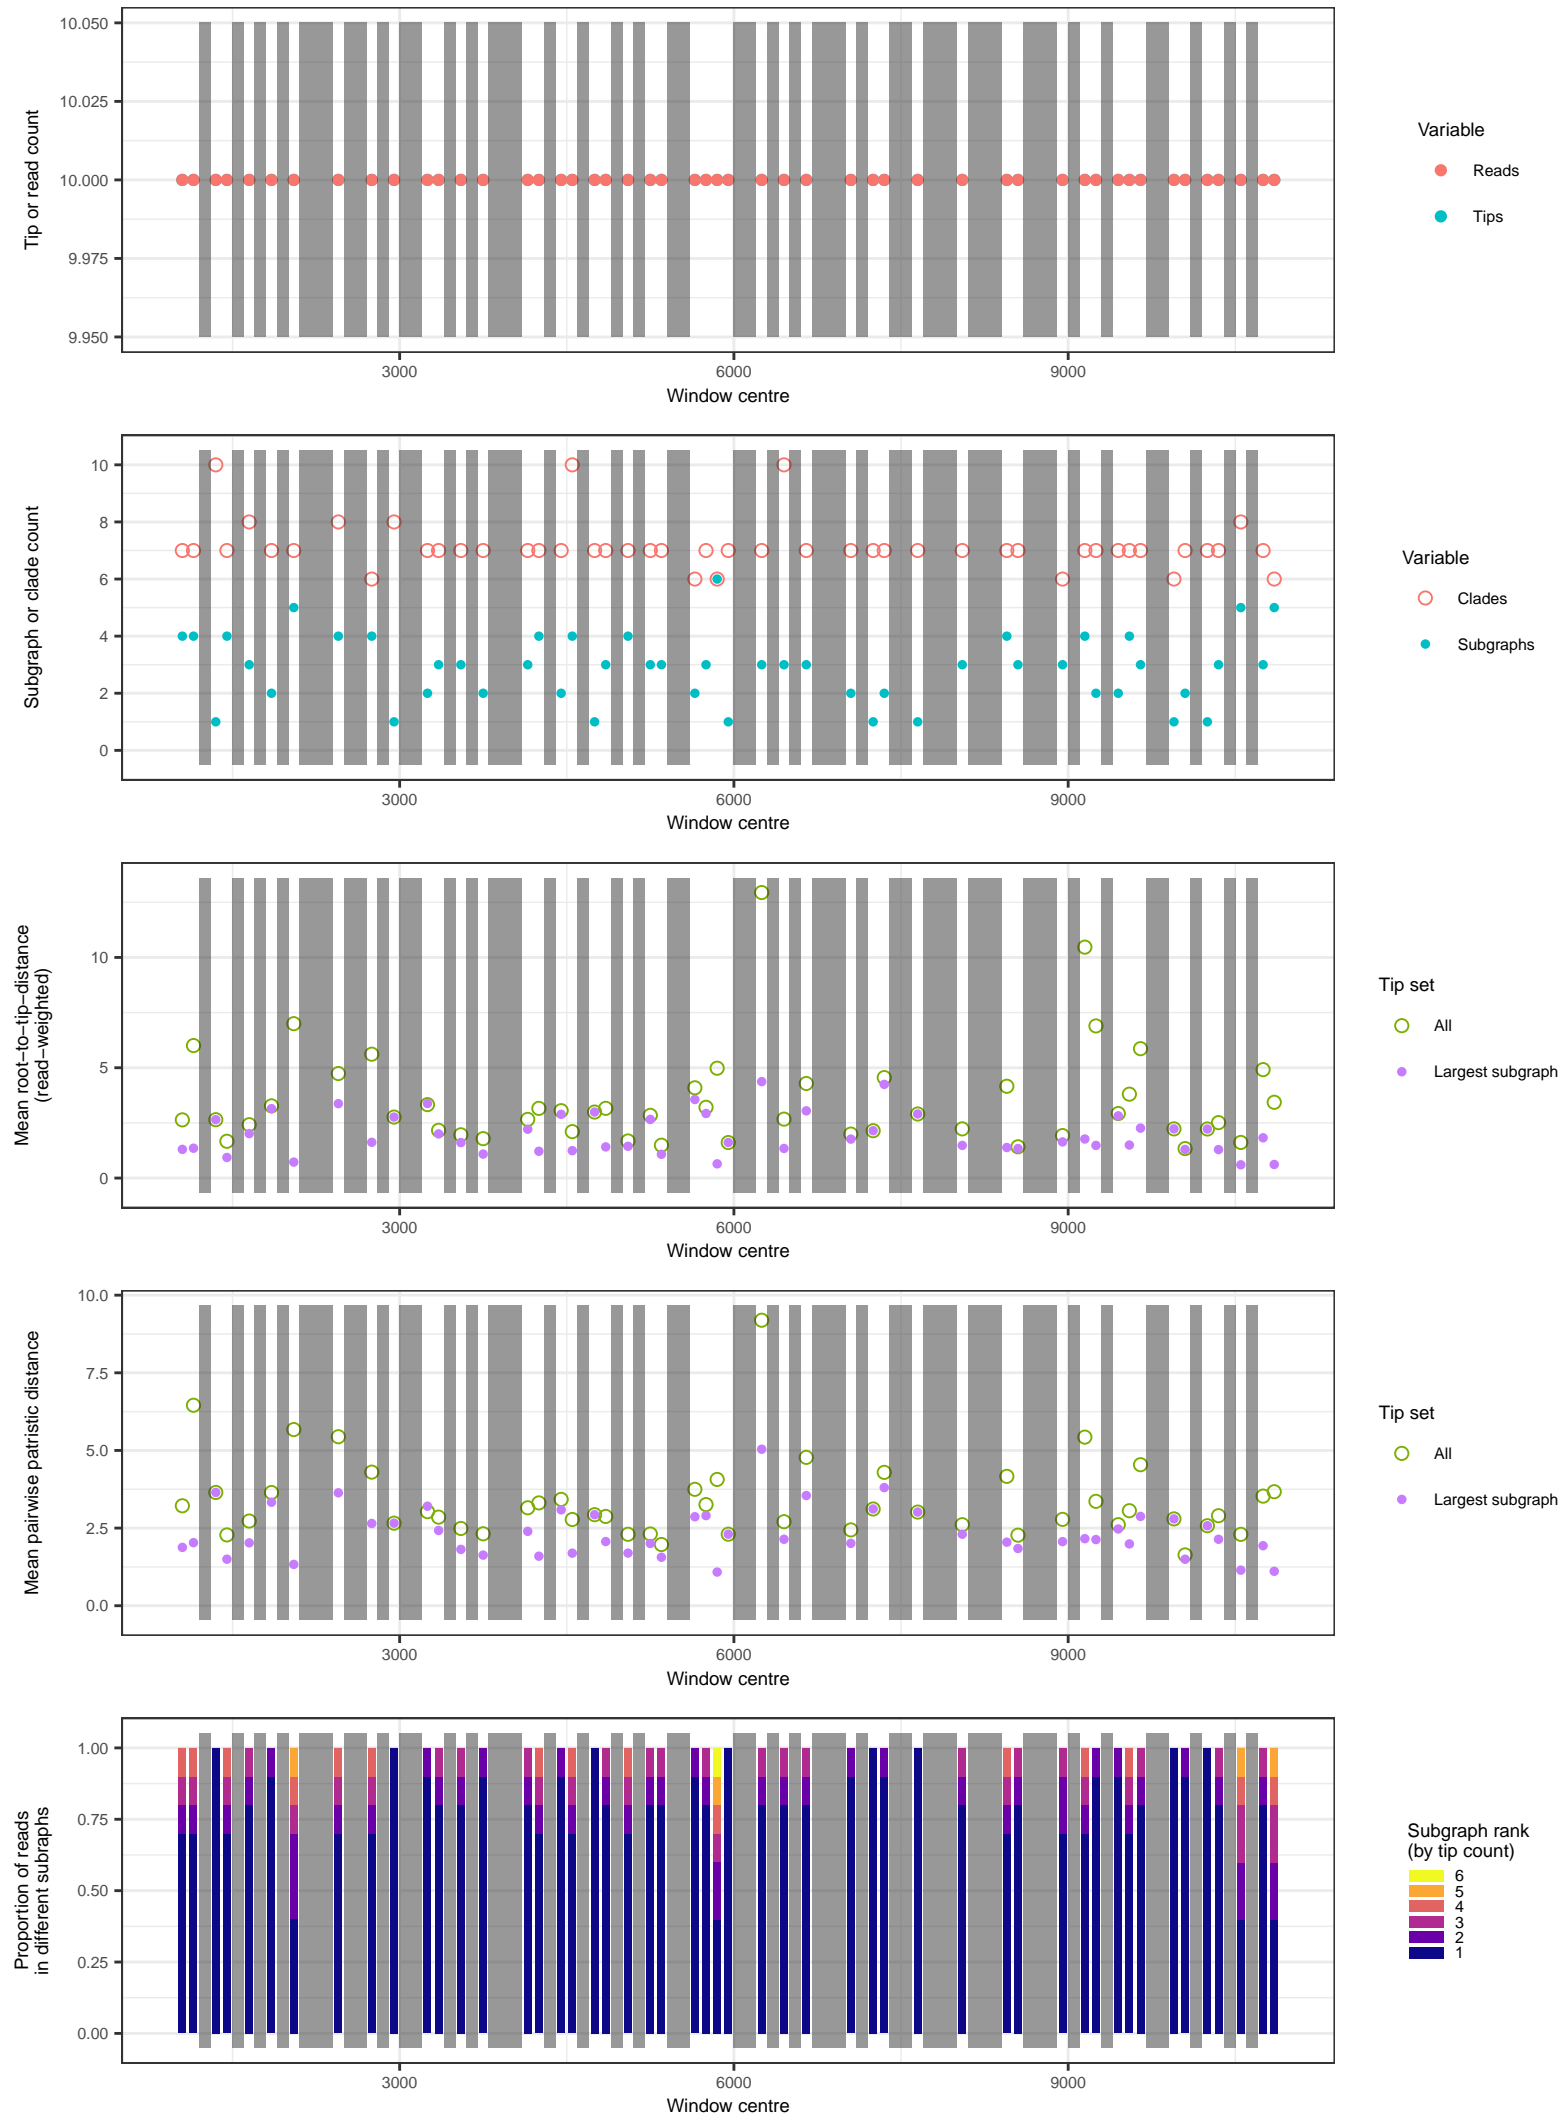 10.050
10.025
10.000
9.975
9.950
Tip or read count
3000
6000
9000
Window centre
Variable
Reads
Tips
10
8
6
4
2
0
Subgraph or clade count
3000
6000
9000
Window centre
Variable
Clades
Subgraphs
10
5
0
Mean root−to−tip−distance
(read−weighted)
3000
6000
9000
Window centre
Tip set
All
Largest subgraph
10.0
7.5
5.0
2.5
0.0
Mean pairwise patristic distance
3000
6000
9000
Window centre
Tip set
All
Largest subgraph
1.00
0.75
0.50
0.25
0.00
Proportion of reads
in different subraphs
3000
6000
9000
Window centre
Subgraph rank
(by tip count)
6
5
4
3
2
1